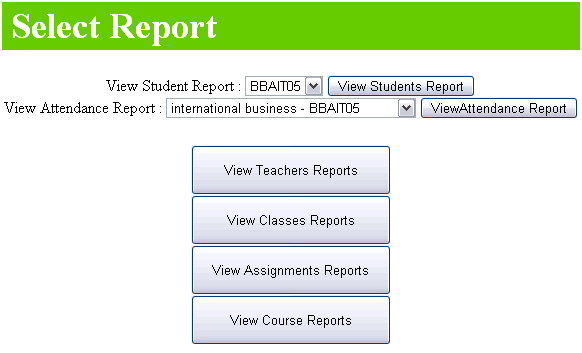 Select Report
View Student Report : BBAIT05 View Students Report
View Attendance Report : international business - BBAIT05 ViewAttendance Report
View Teachers Reports
View Classes Reports
View Assignments Reports
View Course Reports